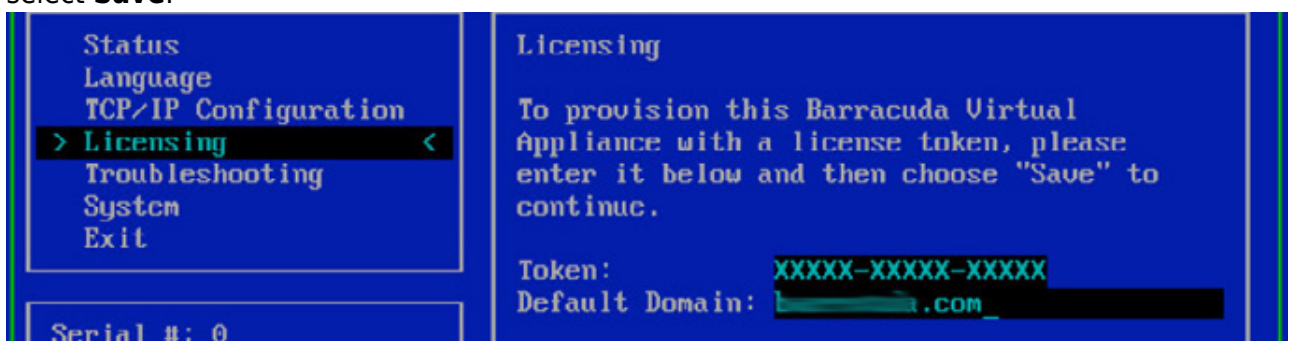 Select Save.
Status
Language
TCP/IP Configuration
> Licensing <
Troubleshooting
System
Exit
Serial #: 0
Licensing
To provision this Barracuda Virtual
Appliance with a license token, please
enter it below and then choose "Save" to
continue.
Token: XXXXX-XXXXX-XXXXX
Default Domain: .com_